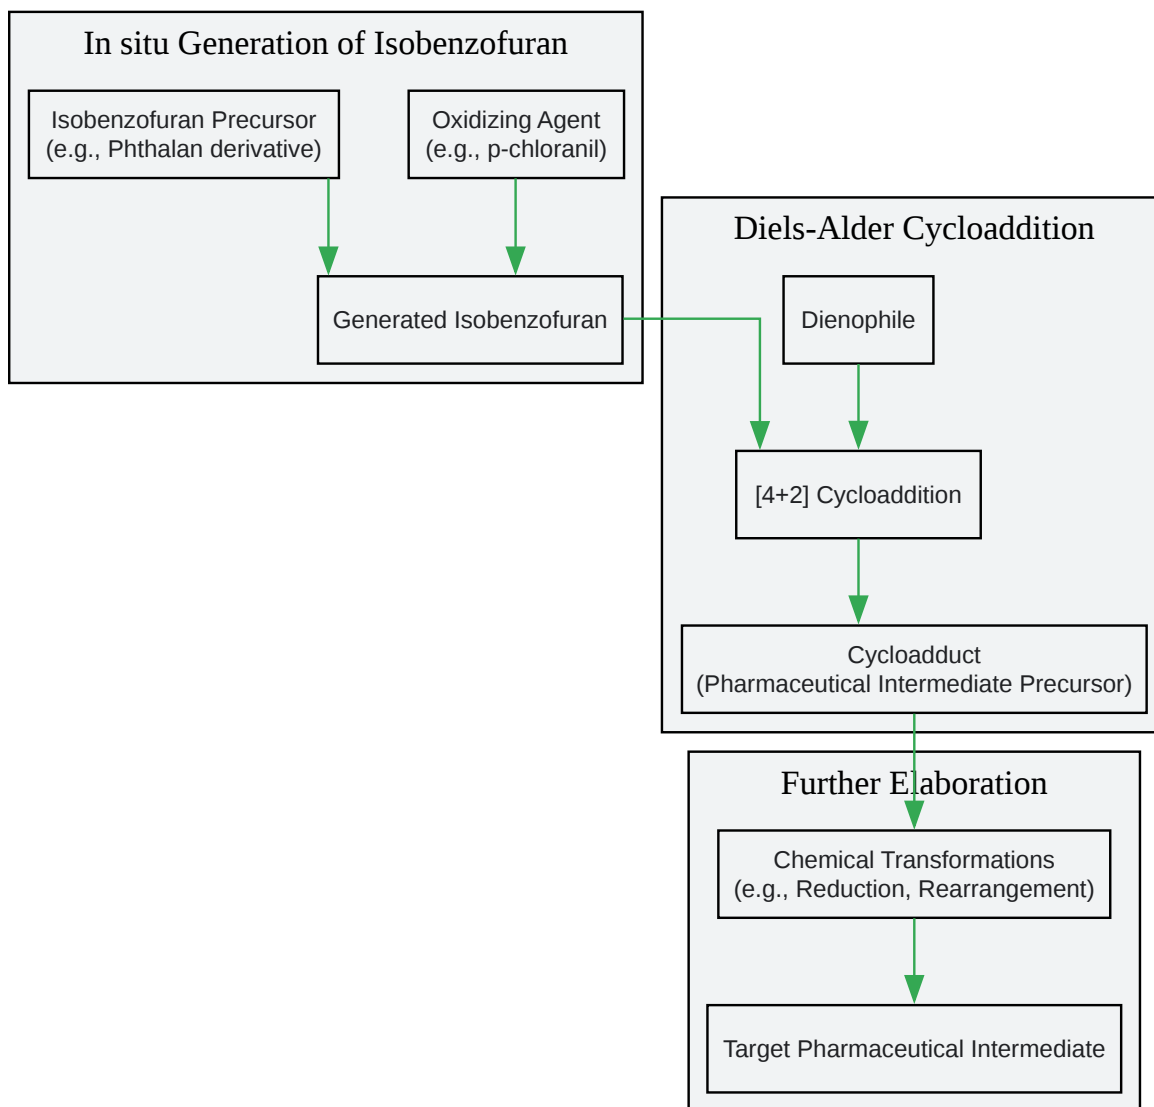 In situ Generation of Isobenzofuran
Isobenzofuran Precursor
(e.g., Phthalan derivative)
Oxidizing Agent
(e.g., p-chloranil)
Generated Isobenzofuran
Diels-Alder Cycloaddition
Dienophile
[4+2] Cycloaddition
Cycloadduct
(Pharmaceutical Intermediate Precursor)
Further Elaboration
Chemical Transformations
(e.g., Reduction, Rearrangement)
Target Pharmaceutical Intermediate